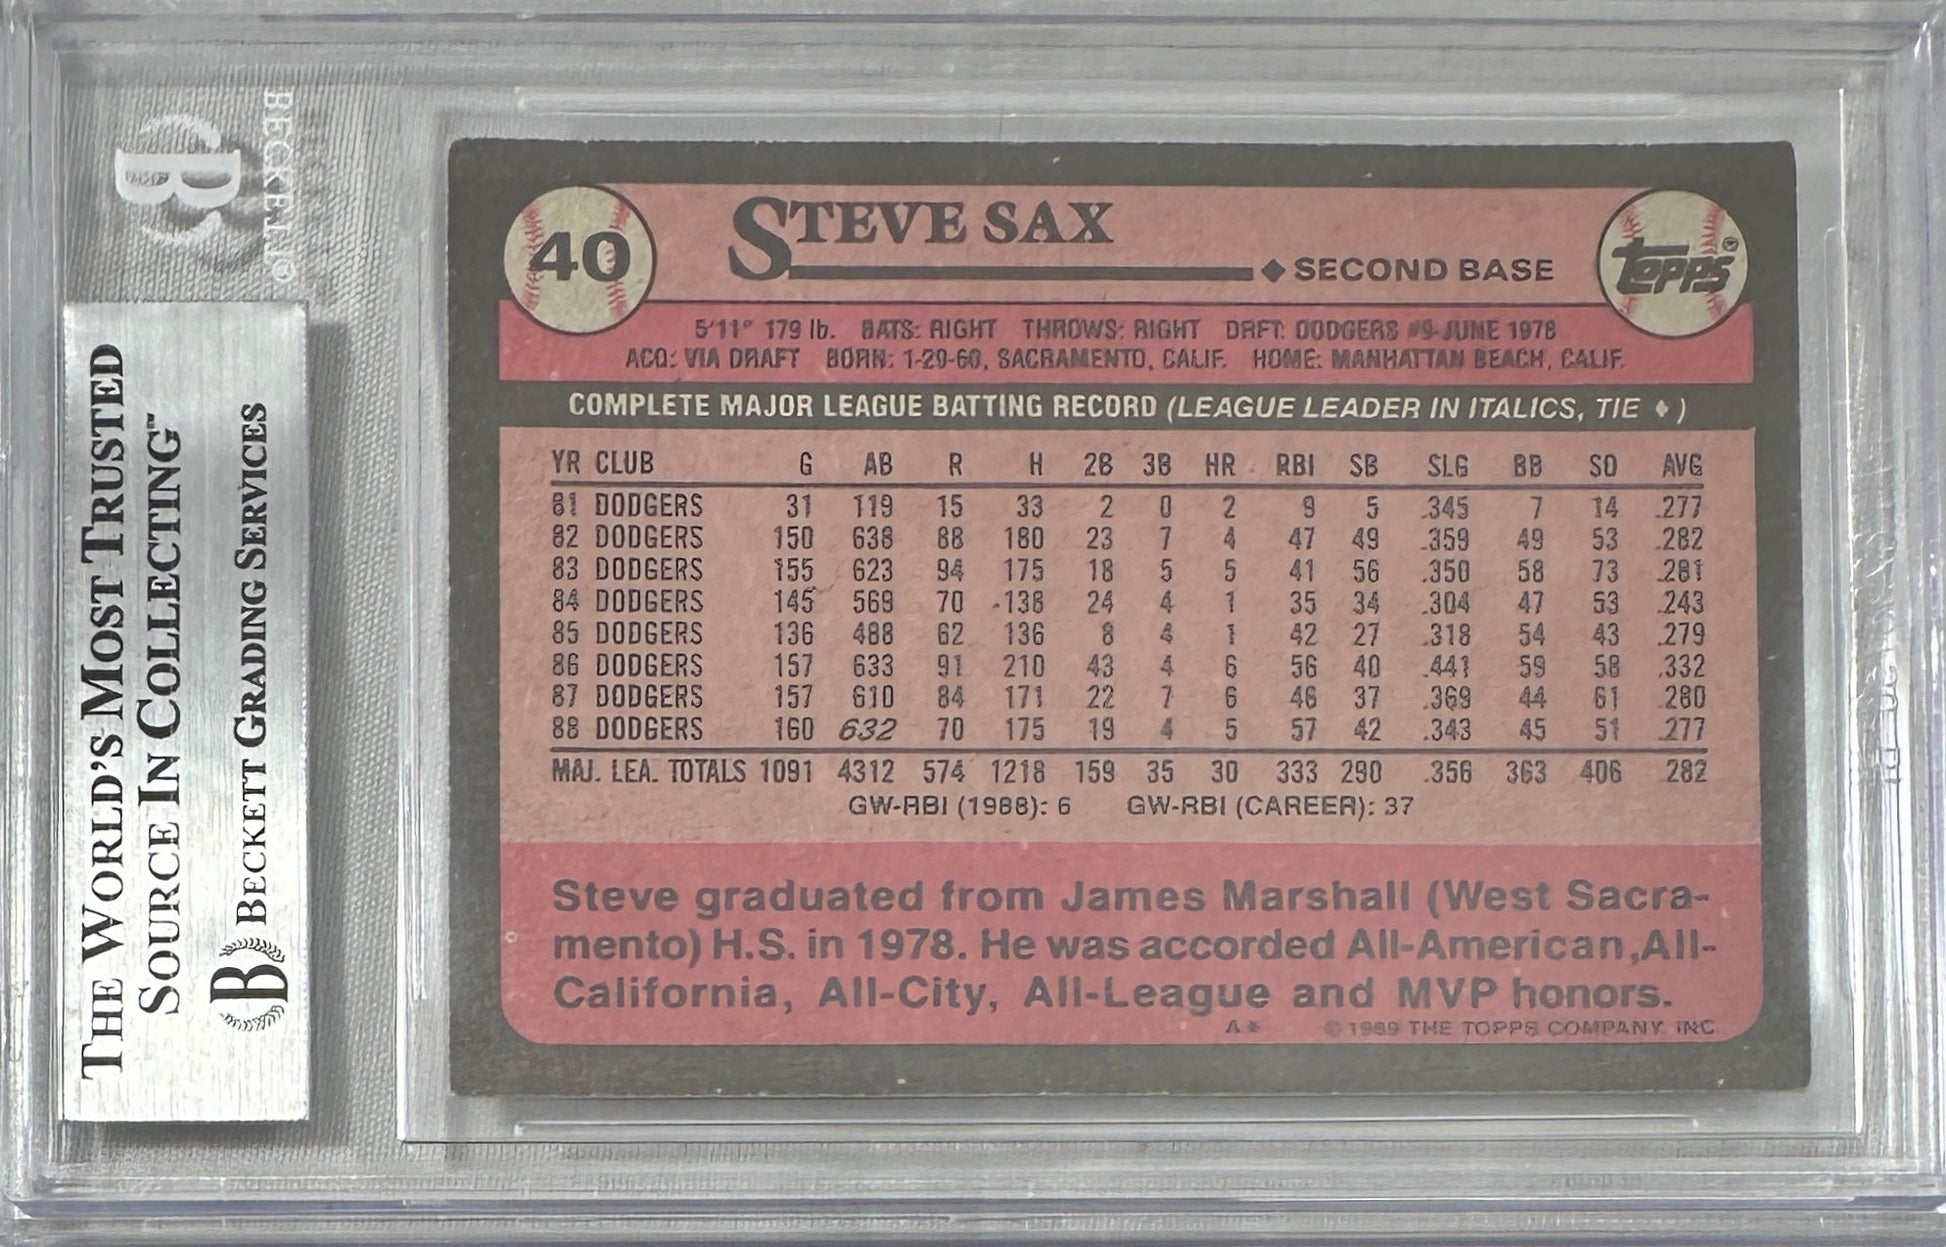 BECKETT®
THE WORLD'S MOST TRUSTED
SOURCE IN COLLECTING™
B BECKETT GRADING SERVICES
40
STEVE SAX
◆ SECOND BASE
TOPPS®
5'11" 179 lb. BATS: RIGHT THROWS: RIGHT DRFT: DODGERS #9-JUNE 1978
ACQ: VIA DRAFT BORN: 1-29-60, SACRAMENTO, CALIF. HOME: MANHATTAN BEACH, CALIF.
COMPLETE MAJOR LEAGUE BATTING RECORD (LEAGUE LEADER IN ITALICS, TIE ♦)
YR CLUB G AB R H 2B 3B HR RBI SB SLG BB SO AVG
81 DODGERS 31 119 15 33 2 0 2 9 5 .345 7 14 .277
82 DODGERS 150 638 88 180 23 7 4 47 49 .359 49 53 .282
83 DODGERS 155 623 94 175 18 5 5 41 56 .350 58 73 .281
84 DODGERS 145 569 70 138 24 4 1 35 34 .304 47 53 .243
85 DODGERS 136 488 62 136 8 4 1 42 27 .318 54 43 .279
86 DODGERS 157 633 91 210 43 4 6 56 40 .441 59 58 .332
87 DODGERS 157 610 84 171 22 7 6 46 37 .369 44 61 .280
88 DODGERS 160 632 70 175 19 4 5 57 42 .343 45 51 .277
MAJ. LEA. TOTALS 1091 4312 574 1218 159 35 30 333 290 .356 363 406 .282
GW-RBI (1988): 6 GW-RBI (CAREER): 37
Steve graduated from James Marshall (West Sacra-
mento) H.S. in 1978. He was accorded All-American, All-
California, All-City, All-League and MVP honors.
A* © 1989 THE TOPPS COMPANY, INC.